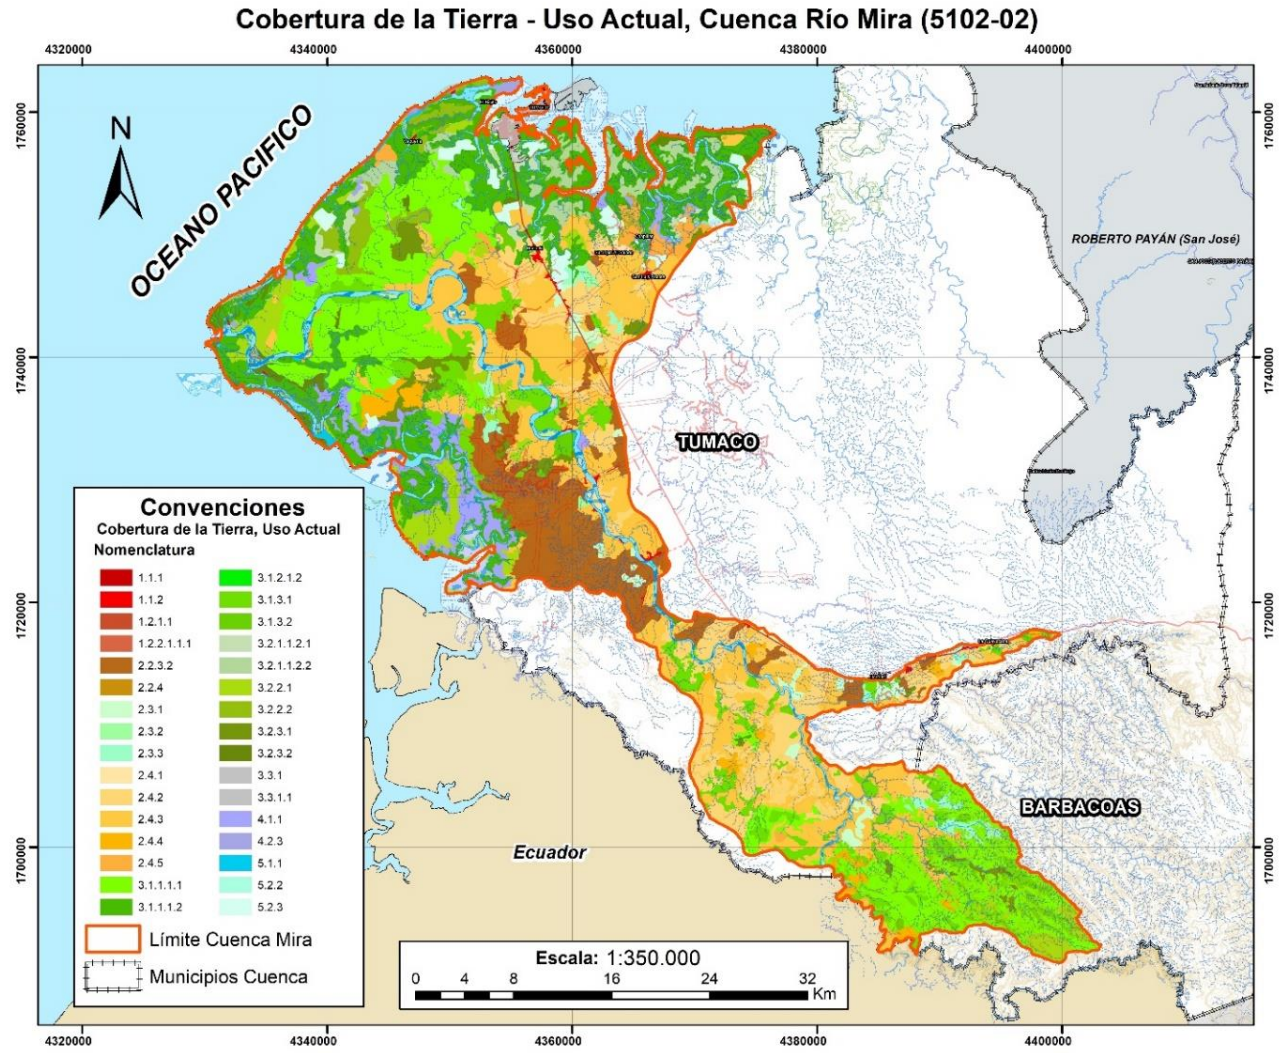 Cobertura de la Tierra - Uso Actual, Cuenca Río Mira (5102-02)
4320000 4340000 4360000 4380000 4400000
1760000 1760000
N
OCEANO PACIFICO
ROBERTO PAYÁN (San José)
1740000 1740000
TUMACO
1720000 1720000
BARBACOAS
Ecuador
1700000 1700000
Convenciones
Cobertura de la Tierra, Uso Actual
Nomenclatura
1.1.1 3.1.2.1.2
1.1.2 3.1.3.1
1.2.1.1 3.1.3.2
1.2.2.1.1.1 3.2.1.1.2.1
2.2.3.2 3.2.1.1.2.2
2.2.4 3.2.2.1
2.3.1 3.2.2.2
2.3.2 3.2.3.1
2.3.3 3.2.3.2
2.4.1 3.3.1
2.4.2 3.3.1.1
2.4.3 4.1.1
2.4.4 4.2.3
2.4.5 5.1.1
3.1.1.1.1 5.2.2
3.1.1.1.2 5.2.3
Límite Cuenca Mira
Municipios Cuenca
Escala: 1:350.000
0 4 8 16 24 32
Km
4320000 4340000 4360000 4380000 4400000